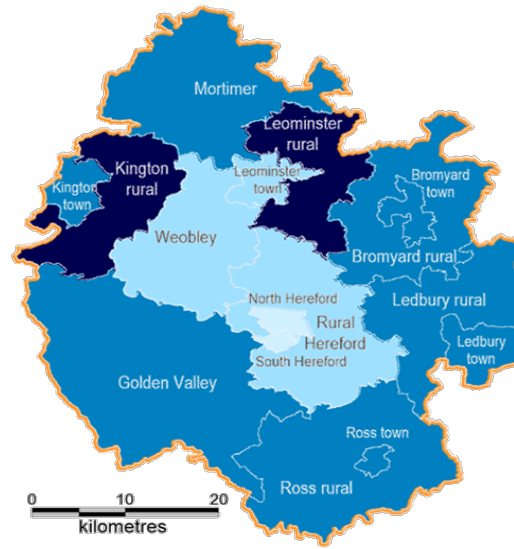 Mortimer
Leominster
rural
Kington
rural
Leominster
town
Kington
town
Bromyard
town
Weobley
Bromyard rural
North Hereford
Ledbury rural
Rural
Hereford
South Hereford
Ledbury
town
Golden Valley
Ross town
Ross rural
0 10 20
kilometres